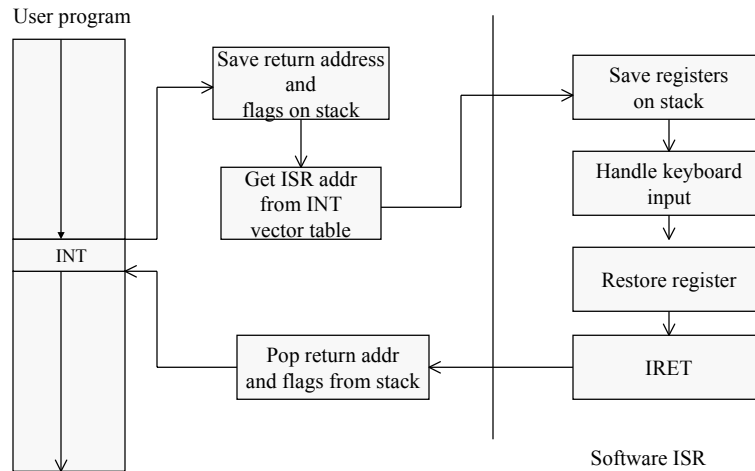 User program
Save return address
and
flags on stack
Get ISR addr
from INT
vector table
INT
Pop return addr
and flags from stack
Save registers
on stack
Handle keyboard
input
Restore register
IRET
Software ISR